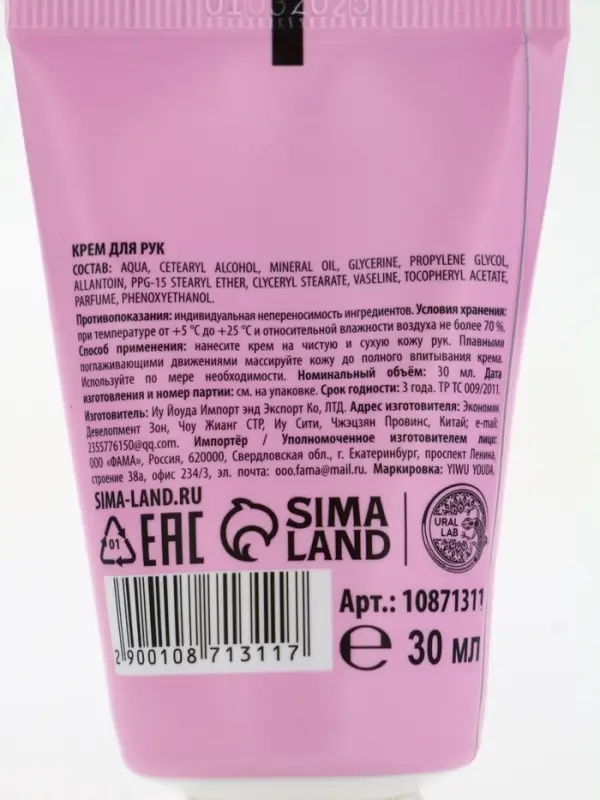 01032025
КРЕМ ДЛЯ РУК
СОСТАВ: AQUA, CETEARYL ALCOHOL, MINERAL OIL, GLYCERINE, PROPYLENE GLYCOL,
ALLANTOIN, PPG-15 STEARYL ETHER, GLYCERYL STEARATE, VASELINE, TOCOPHERYL ACETATE,
PARFUME, PHENOXYETHANOL.
Противопоказания: индивидуальная непереносимость ингредиентов. Условия хранения:
при температуре от +5 °С до +25 °С и относительной влажности воздуха не более 70 %.
Способ применения: нанесите крем на чистую и сухую кожу рук. Плавными
поглаживающими движениями массируйте кожу до полного впитывания крема.
Используйте по мере необходимости. Номинальный объём: 30 мл. Дата
изготовления и номер партии: см. на упаковке. Срок годности: 3 года. ТР ТС 009/2011.
Изготовитель: Иу Йоуда Импорт энд Экспорт Ко, ЛТД. Адрес изготовителя: Экономик
Девелопмент Зон, Чоу Жианг СТР, Иу Сити, Чжэцзян Провинс, Китай; e-mail:
2355776150@qq.com. Импортёр / Уполномоченное изготовителем лицо:
ООО «ФАМА», Россия, 620000, Свердловская обл., г. Екатеринбург, проспект Ленина,
строение 38а, офис 234/3, эл. почта: ooo.fama@mail.ru. Маркировка: YIWU YOUDA.
SIMA-LAND.RU
01
EAC
SIMA
LAND
URAL
LAB
Арт.: 10871311
2 900108 713117
℮ 30 мл